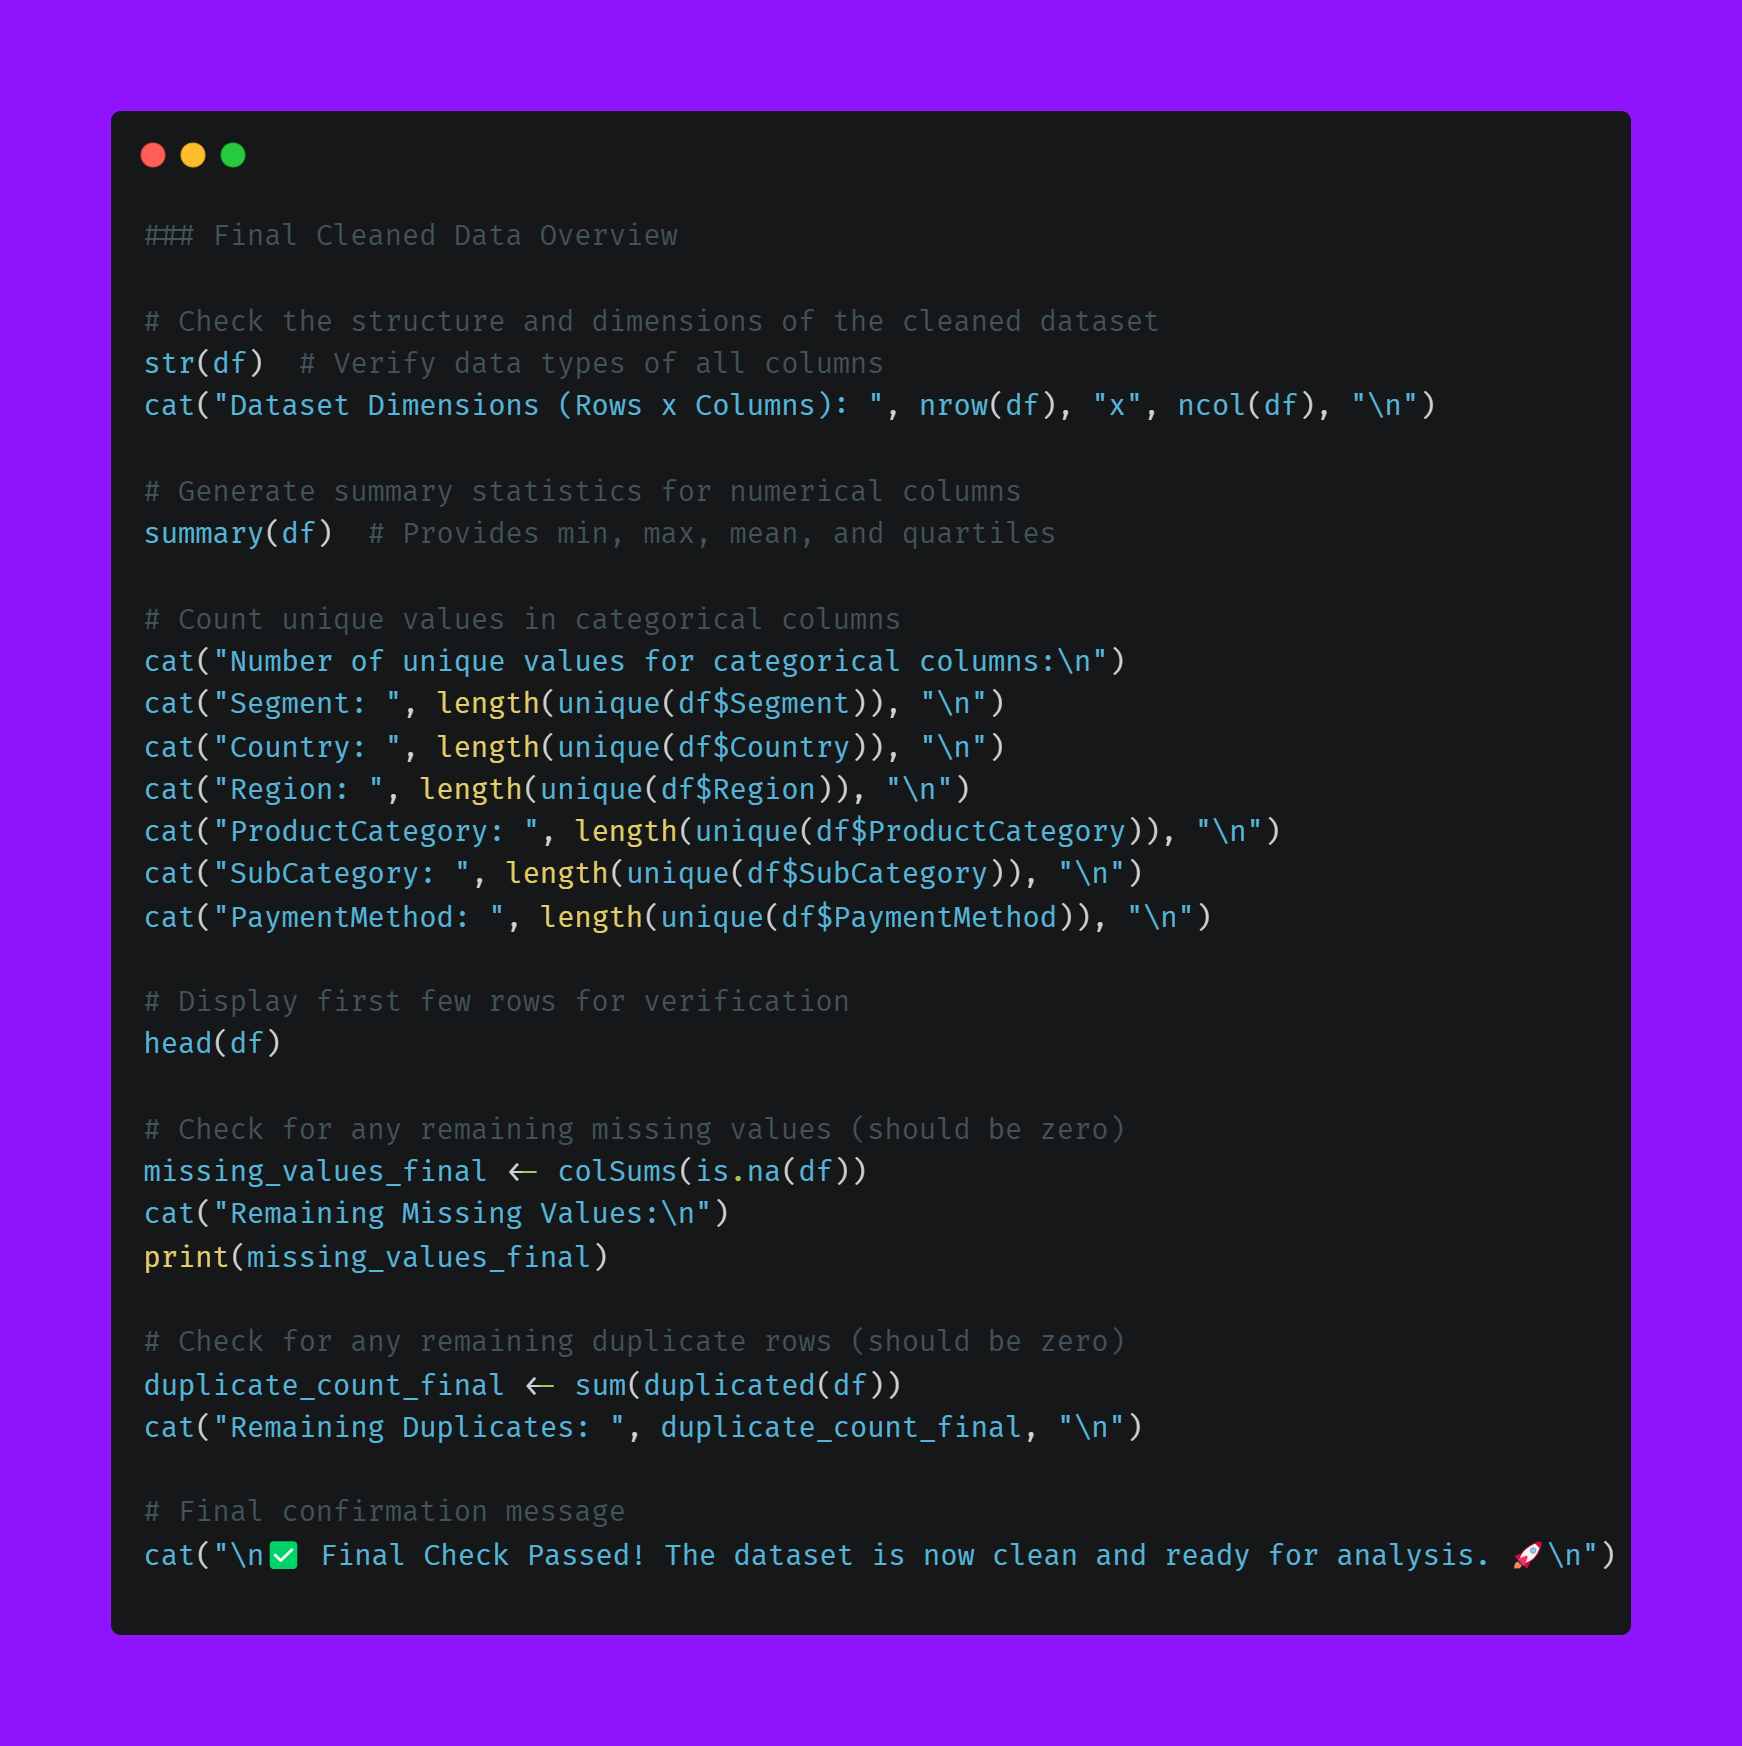 ### Final Cleaned Data Overview
# Check the structure and dimensions of the cleaned dataset
str(df)  # Verify data types of all columns
cat("Dataset Dimensions (Rows x Columns): ", nrow(df), "x", ncol(df), "\n")
# Generate summary statistics for numerical columns
summary(df)  # Provides min, max, mean, and quartiles
# Count unique values in categorical columns
cat("Number of unique values for categorical columns:\n")
cat("Segment: ", length(unique(df$Segment)), "\n")
cat("Country: ", length(unique(df$Country)), "\n")
cat("Region: ", length(unique(df$Region)), "\n")
cat("ProductCategory: ", length(unique(df$ProductCategory)), "\n")
cat("SubCategory: ", length(unique(df$SubCategory)), "\n")
cat("PaymentMethod: ", length(unique(df$PaymentMethod)), "\n")
# Display first few rows for verification
head(df)
# Check for any remaining missing values (should be zero)
missing_values_final <- colSums(is.na(df))
cat("Remaining Missing Values:\n")
print(missing_values_final)
# Check for any remaining duplicate rows (should be zero)
duplicate_count_final <- sum(duplicated(df))
cat("Remaining Duplicates: ", duplicate_count_final, "\n")
# Final confirmation message
cat("\n✅ Final Check Passed! The dataset is now clean and ready for analysis. 🚀\n")